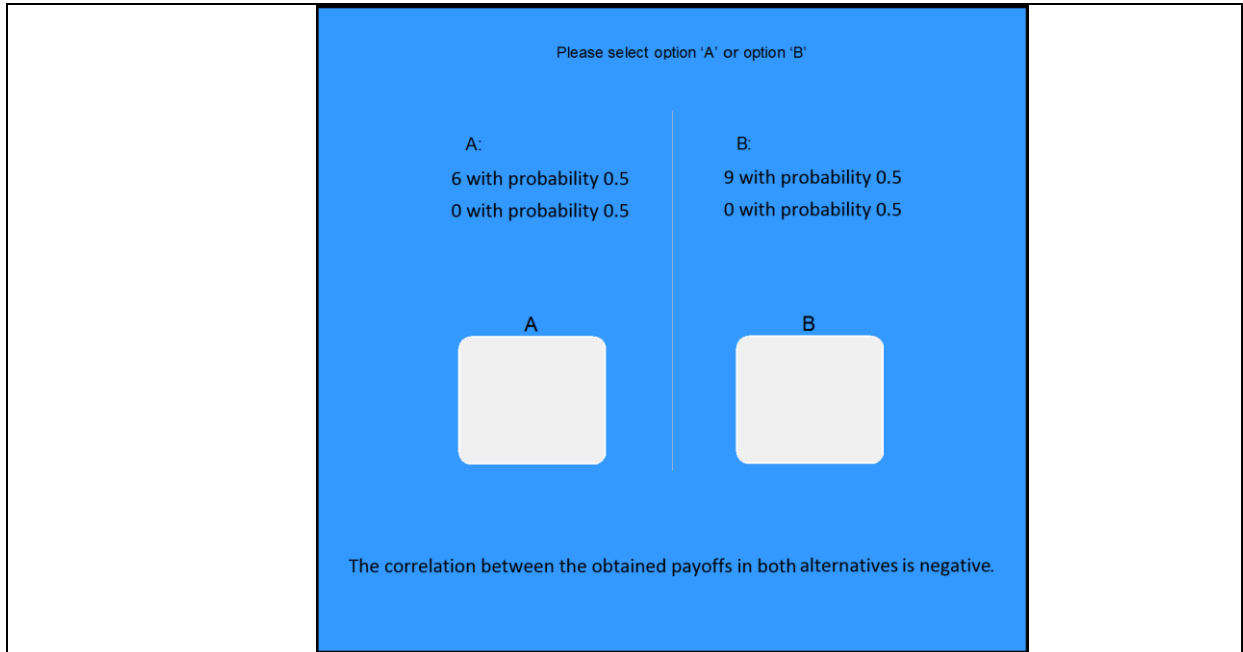 Please select option ‘A’ or option ‘B’
A:
6 with probability 0.5
0 with probability 0.5
B:
9 with probability 0.5
0 with probability 0.5
A
B
The correlation between the obtained payoffs in both alternatives is negative.